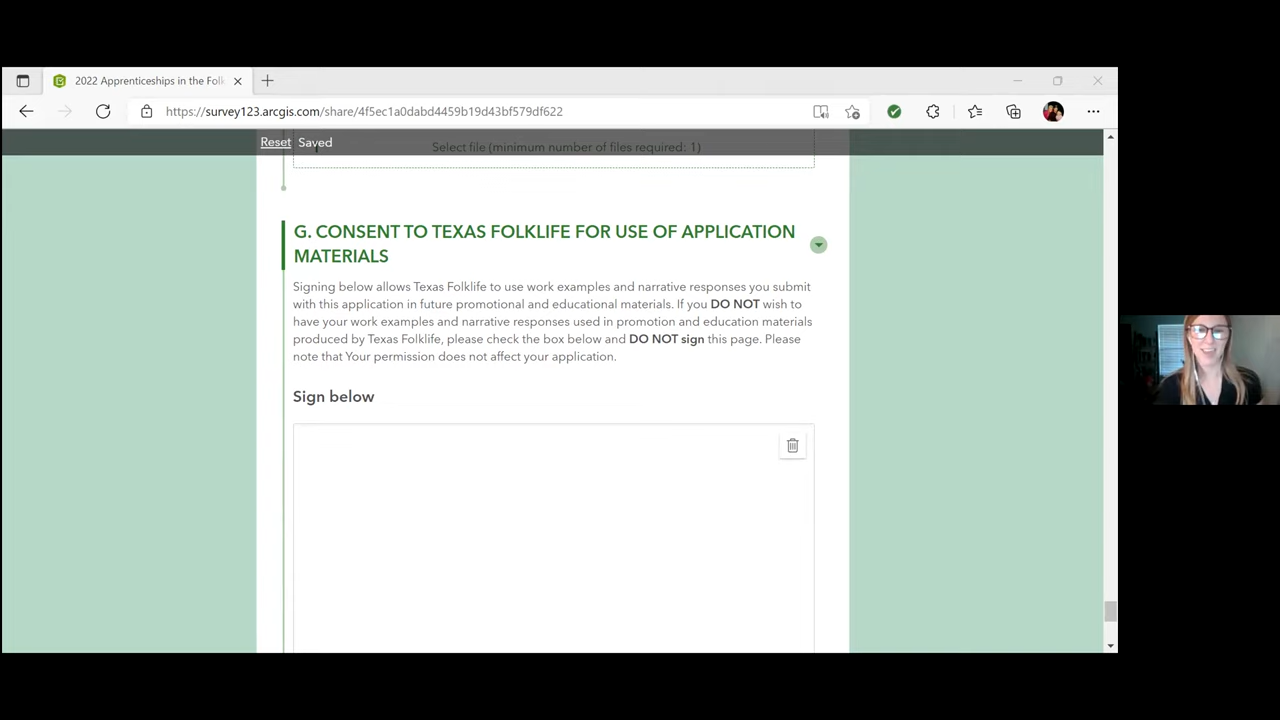 2022 Apprenticeships in the Folk
https://survey123.arcgis.com/share/4f5ec1a0dabd4459b19d43bf579df622
Reset Saved
Select file (minimum number of files required: 1)
G. CONSENT TO TEXAS FOLKLIFE FOR USE OF APPLICATION
MATERIALS
Signing below allows Texas Folklife to use work examples and narrative responses you submit
with this application in future promotional and educational materials. If you DO NOT wish to
have your work examples and narrative responses used in promotion and education materials
produced by Texas Folklife, please check the box below and DO NOT sign this page. Please
note that Your permission does not affect your application.
Sign below